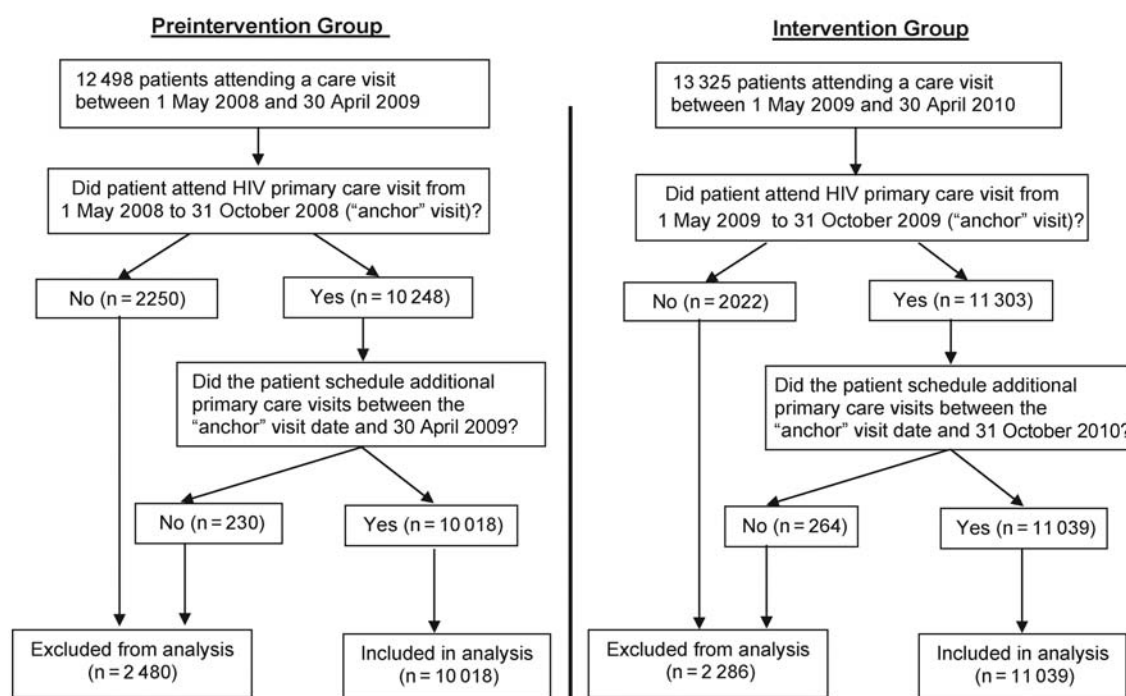 Preintervention Group
12 498 patients attending a care visit
between 1 May 2008 and 30 April 2009
Did patient attend HIV primary care visit from
1 May 2008 to 31 October 2008 (“anchor” visit)?
No (n = 2250)
Yes (n = 10 248)
Did the patient schedule additional
primary care visits between the
“anchor” visit date and 30 April 2009?
No (n = 230)
Yes (n = 10 018)
Excluded from analysis
(n = 2 480)
Included in analysis
(n = 10 018)
Intervention Group
13 325 patients attending a care visit
between 1 May 2009 and 30 April 2010
Did patient attend HIV primary care visit from
1 May 2009 to 31 October 2009 (“anchor” visit)?
No (n = 2022)
Yes (n = 11 303)
Did the patient schedule additional
primary care visits between the
“anchor” visit date and 31 October 2010?
No (n = 264)
Yes (n = 11 039)
Excluded from analysis
(n = 2 286)
Included in analysis
(n = 11 039)